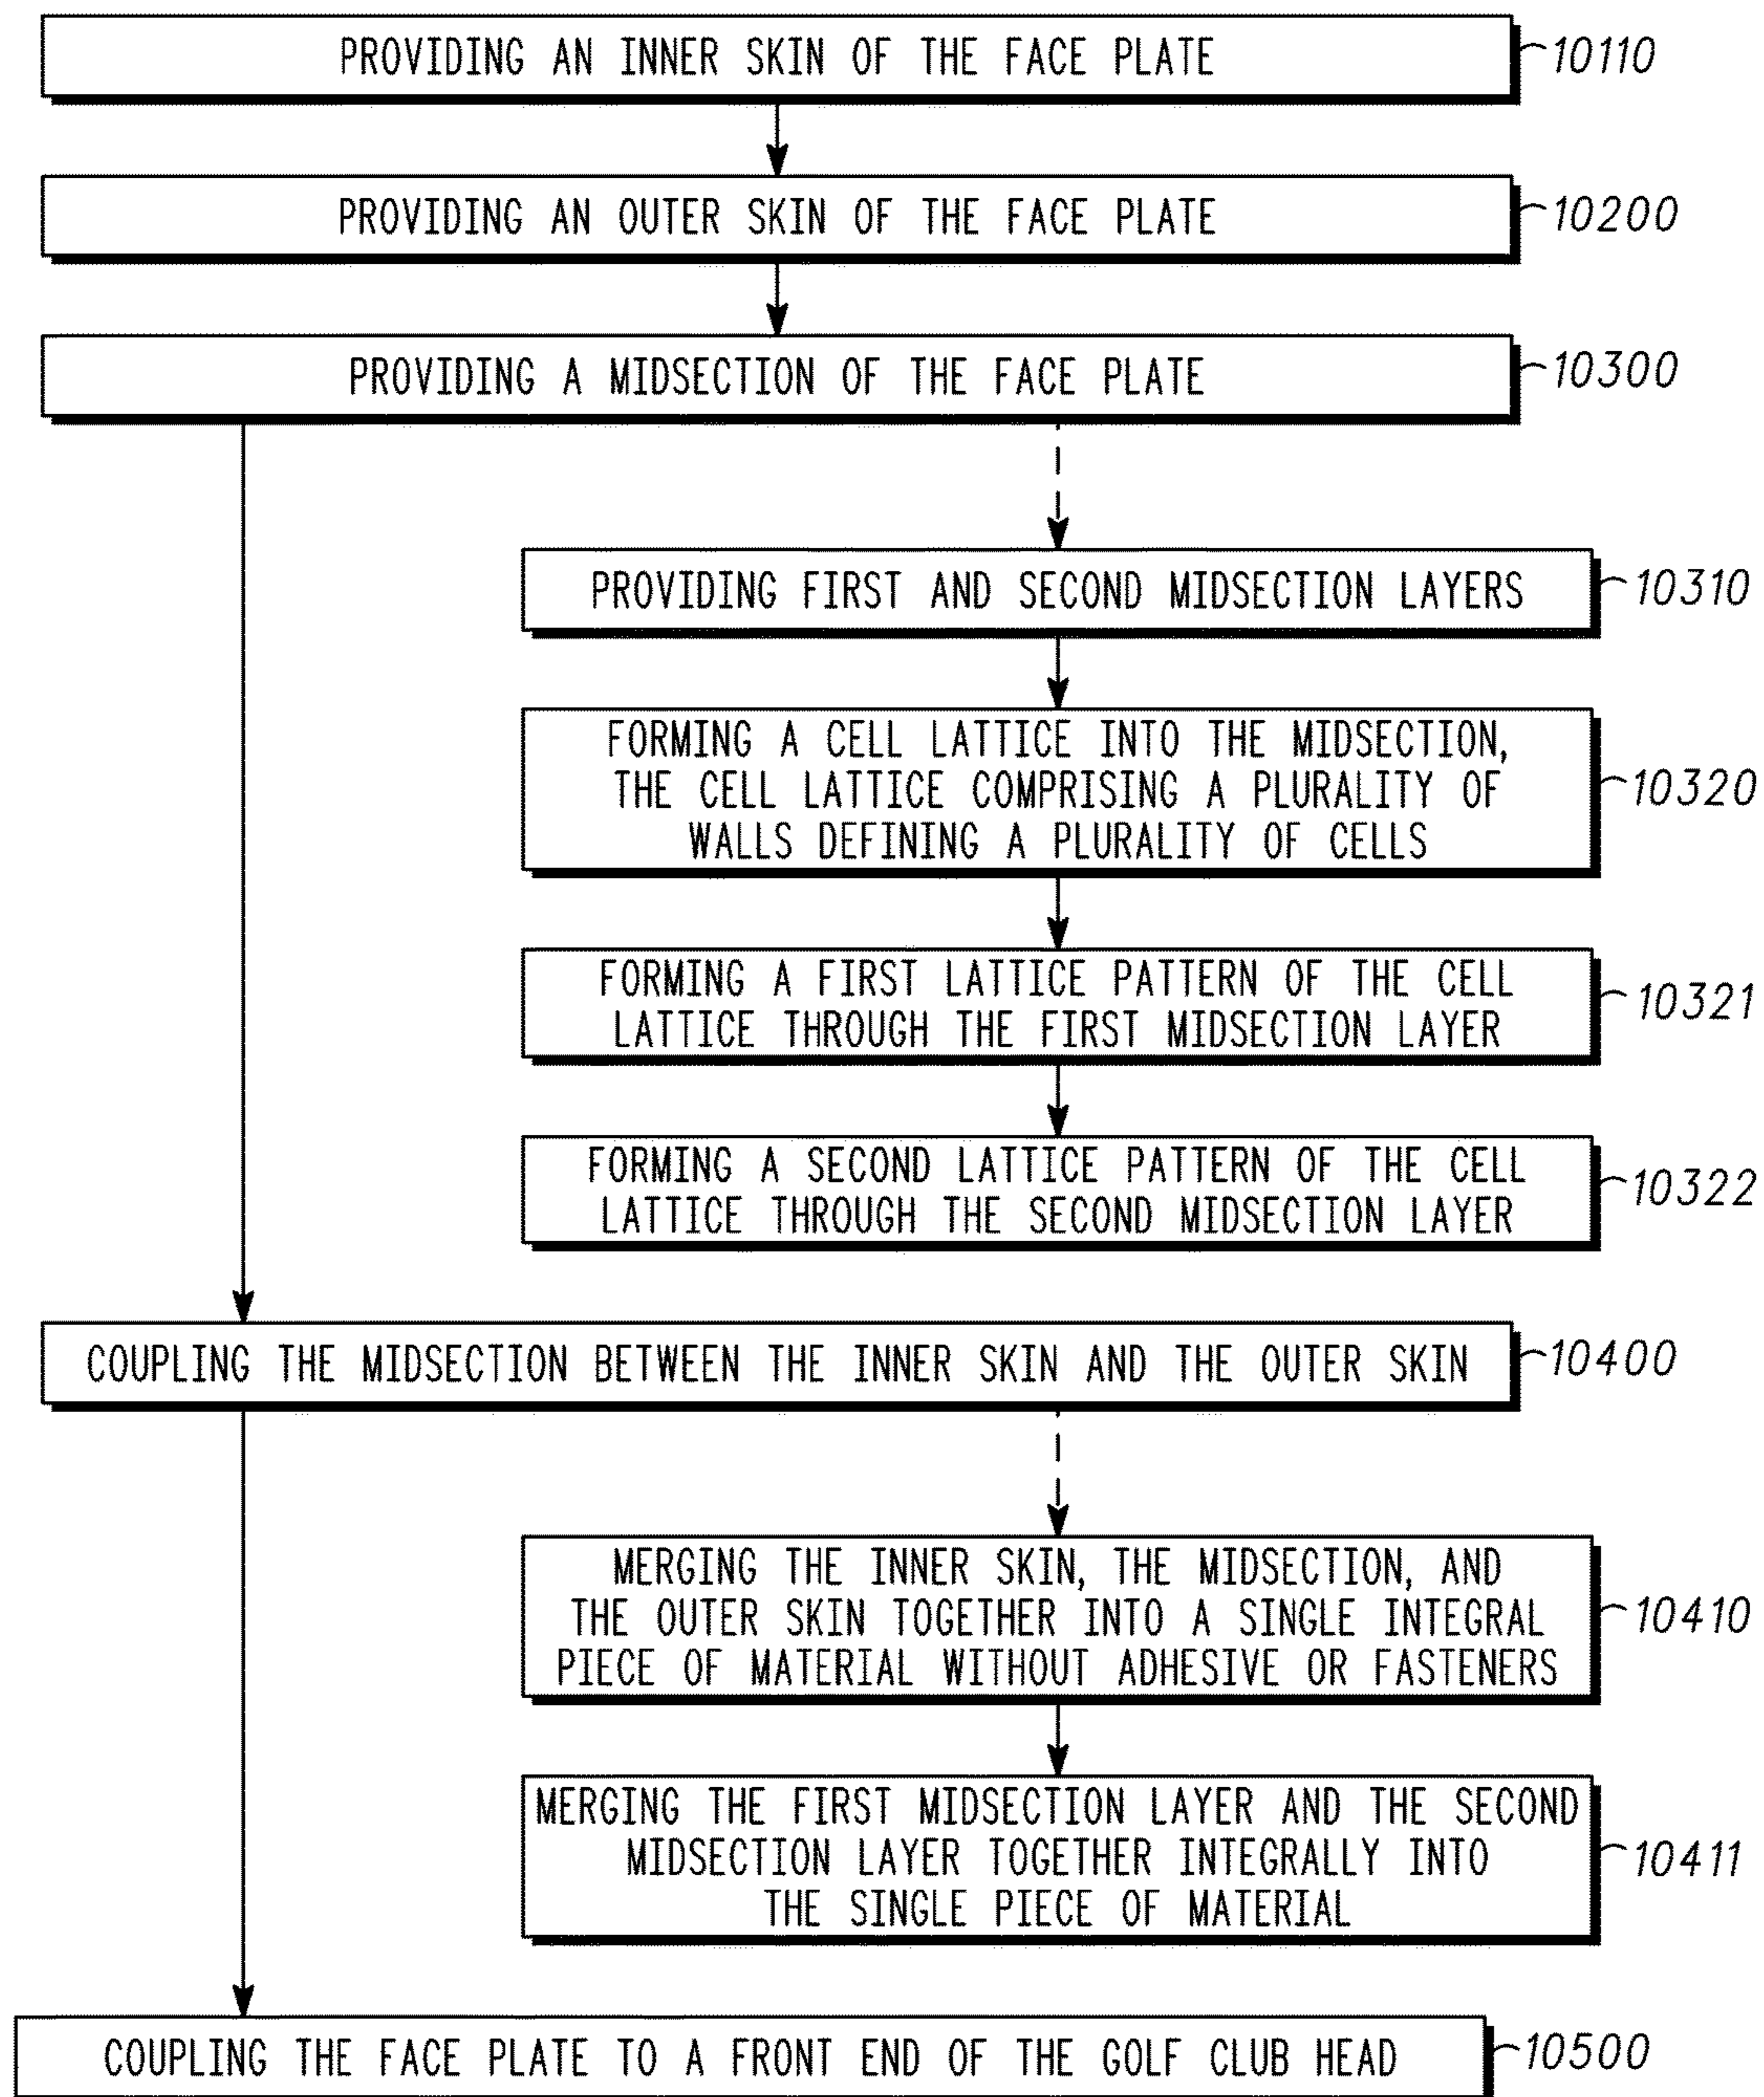 PROVIDING AN INNER SKIN OF THE FACE PLATE
10110
PROVIDING AN OUTER SKIN OF THE FACE PLATE
10200
PROVIDING A MIDSECTION OF THE FACE PLATE
10300
PROVIDING FIRST AND SECOND MIDSECTION LAYERS
10310
FORMING A CELL LATTICE INTO THE MIDSECTION,
THE CELL LATTICE COMPRISING A PLURALITY OF
WALLS DEFINING A PLURALITY OF CELLS
10320
FORMING A FIRST LATTICE PATTERN OF THE CELL
LATTICE THROUGH THE FIRST MIDSECTION LAYER
10321
FORMING A SECOND LATTICE PATTERN OF THE CELL
LATTICE THROUGH THE SECOND MIDSECTION LAYER
10322
COUPLING THE MIDSECTION BETWEEN THE INNER SKIN AND THE OUTER SKIN
10400
MERGING THE INNER SKIN, THE MIDSECTION, AND
THE OUTER SKIN TOGETHER INTO A SINGLE INTEGRAL
PIECE OF MATERIAL WITHOUT ADHESIVE OR FASTENERS
10410
MERGING THE FIRST MIDSECTION LAYER AND THE SECOND
MIDSECTION LAYER TOGETHER INTEGRALLY INTO
THE SINGLE PIECE OF MATERIAL
10411
COUPLING THE FACE PLATE TO A FRONT END OF THE GOLF CLUB HEAD
10500